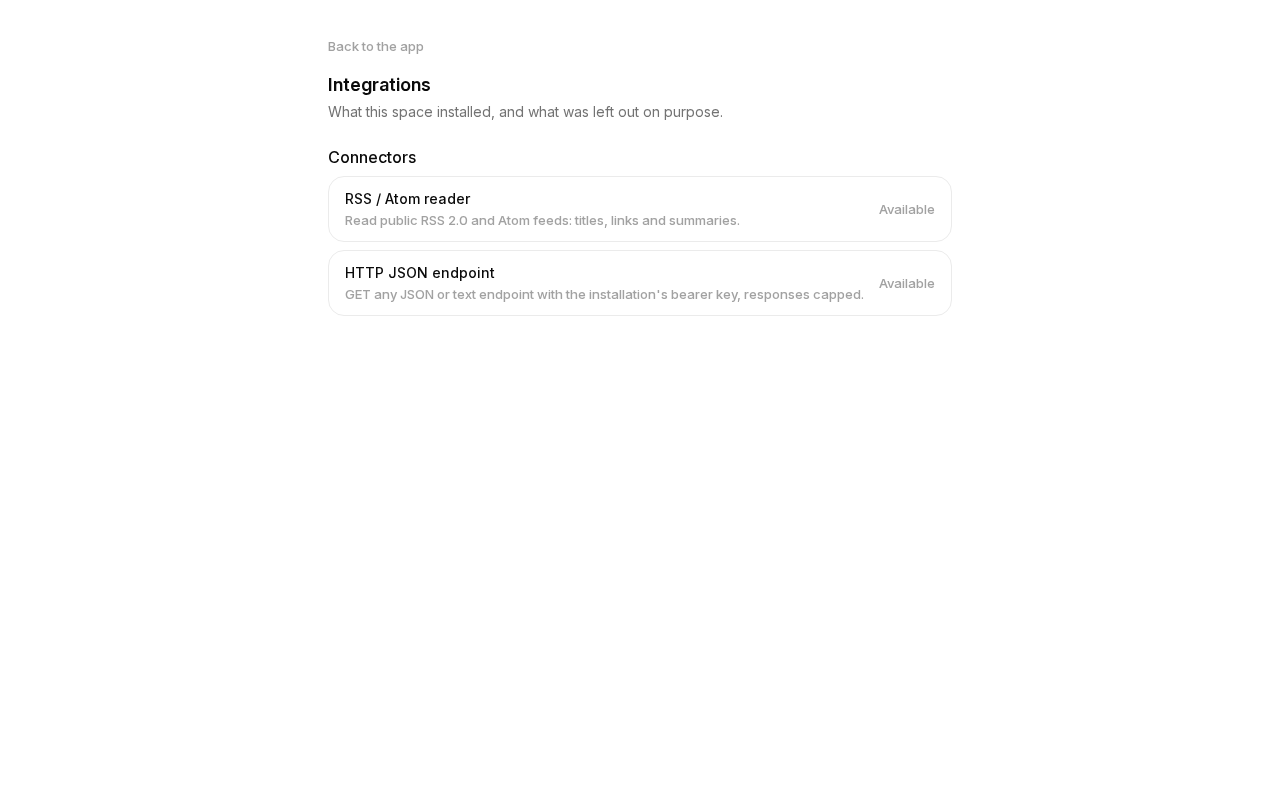 Back to the app
Integrations
What this space installed, and what was left out on purpose.
Connectors
RSS / Atom reader
Read public RSS 2.0 and Atom feeds: titles, links and summaries.
Available
HTTP JSON endpoint
GET any JSON or text endpoint with the installation's bearer key, responses capped.
Available